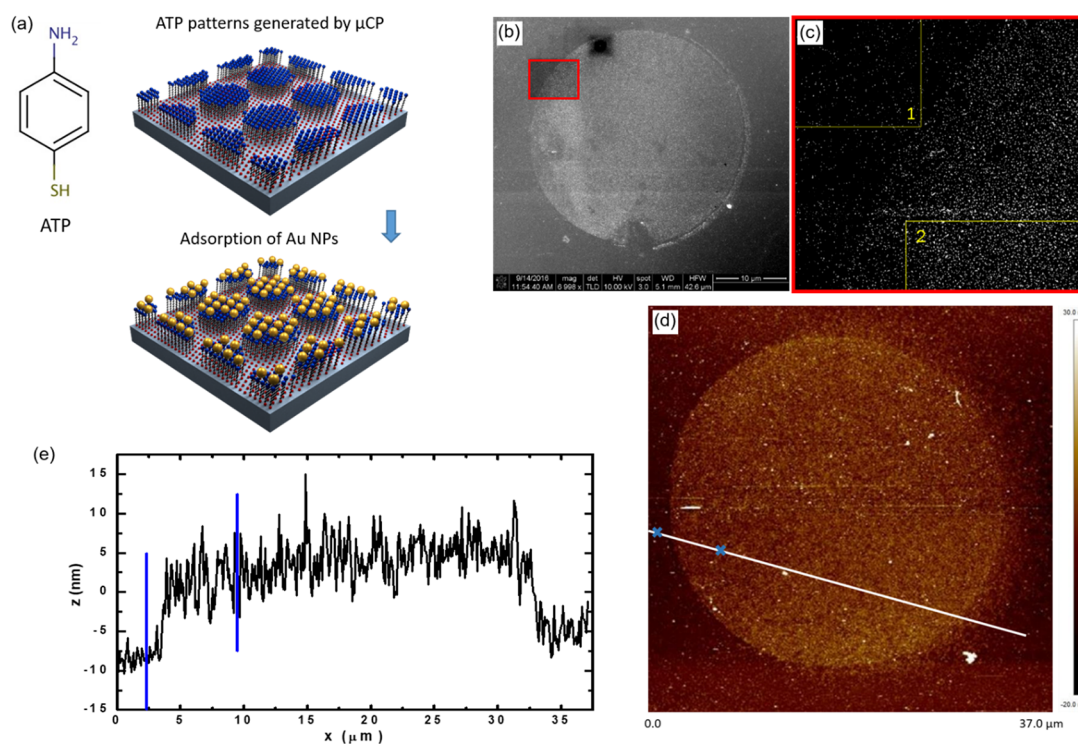 (a)
ATP patterns generated by μCP
NH2
SH
ATP
Adsorption of Au NPs
(b)
9/14/2016 mag det HV spot WD HFW
11:54:40 AM 6 998 x TLD 10.00 kV 3.0 5.1 mm 42.6 μm
10 μm
(c)
1
2
(d)
30.0
-20.0
0.0
37.0 μm
(e)
z (nm)
15
10
5
0
-5
-10
-15
0 5 10 15 20 25 30 35
x (μm)